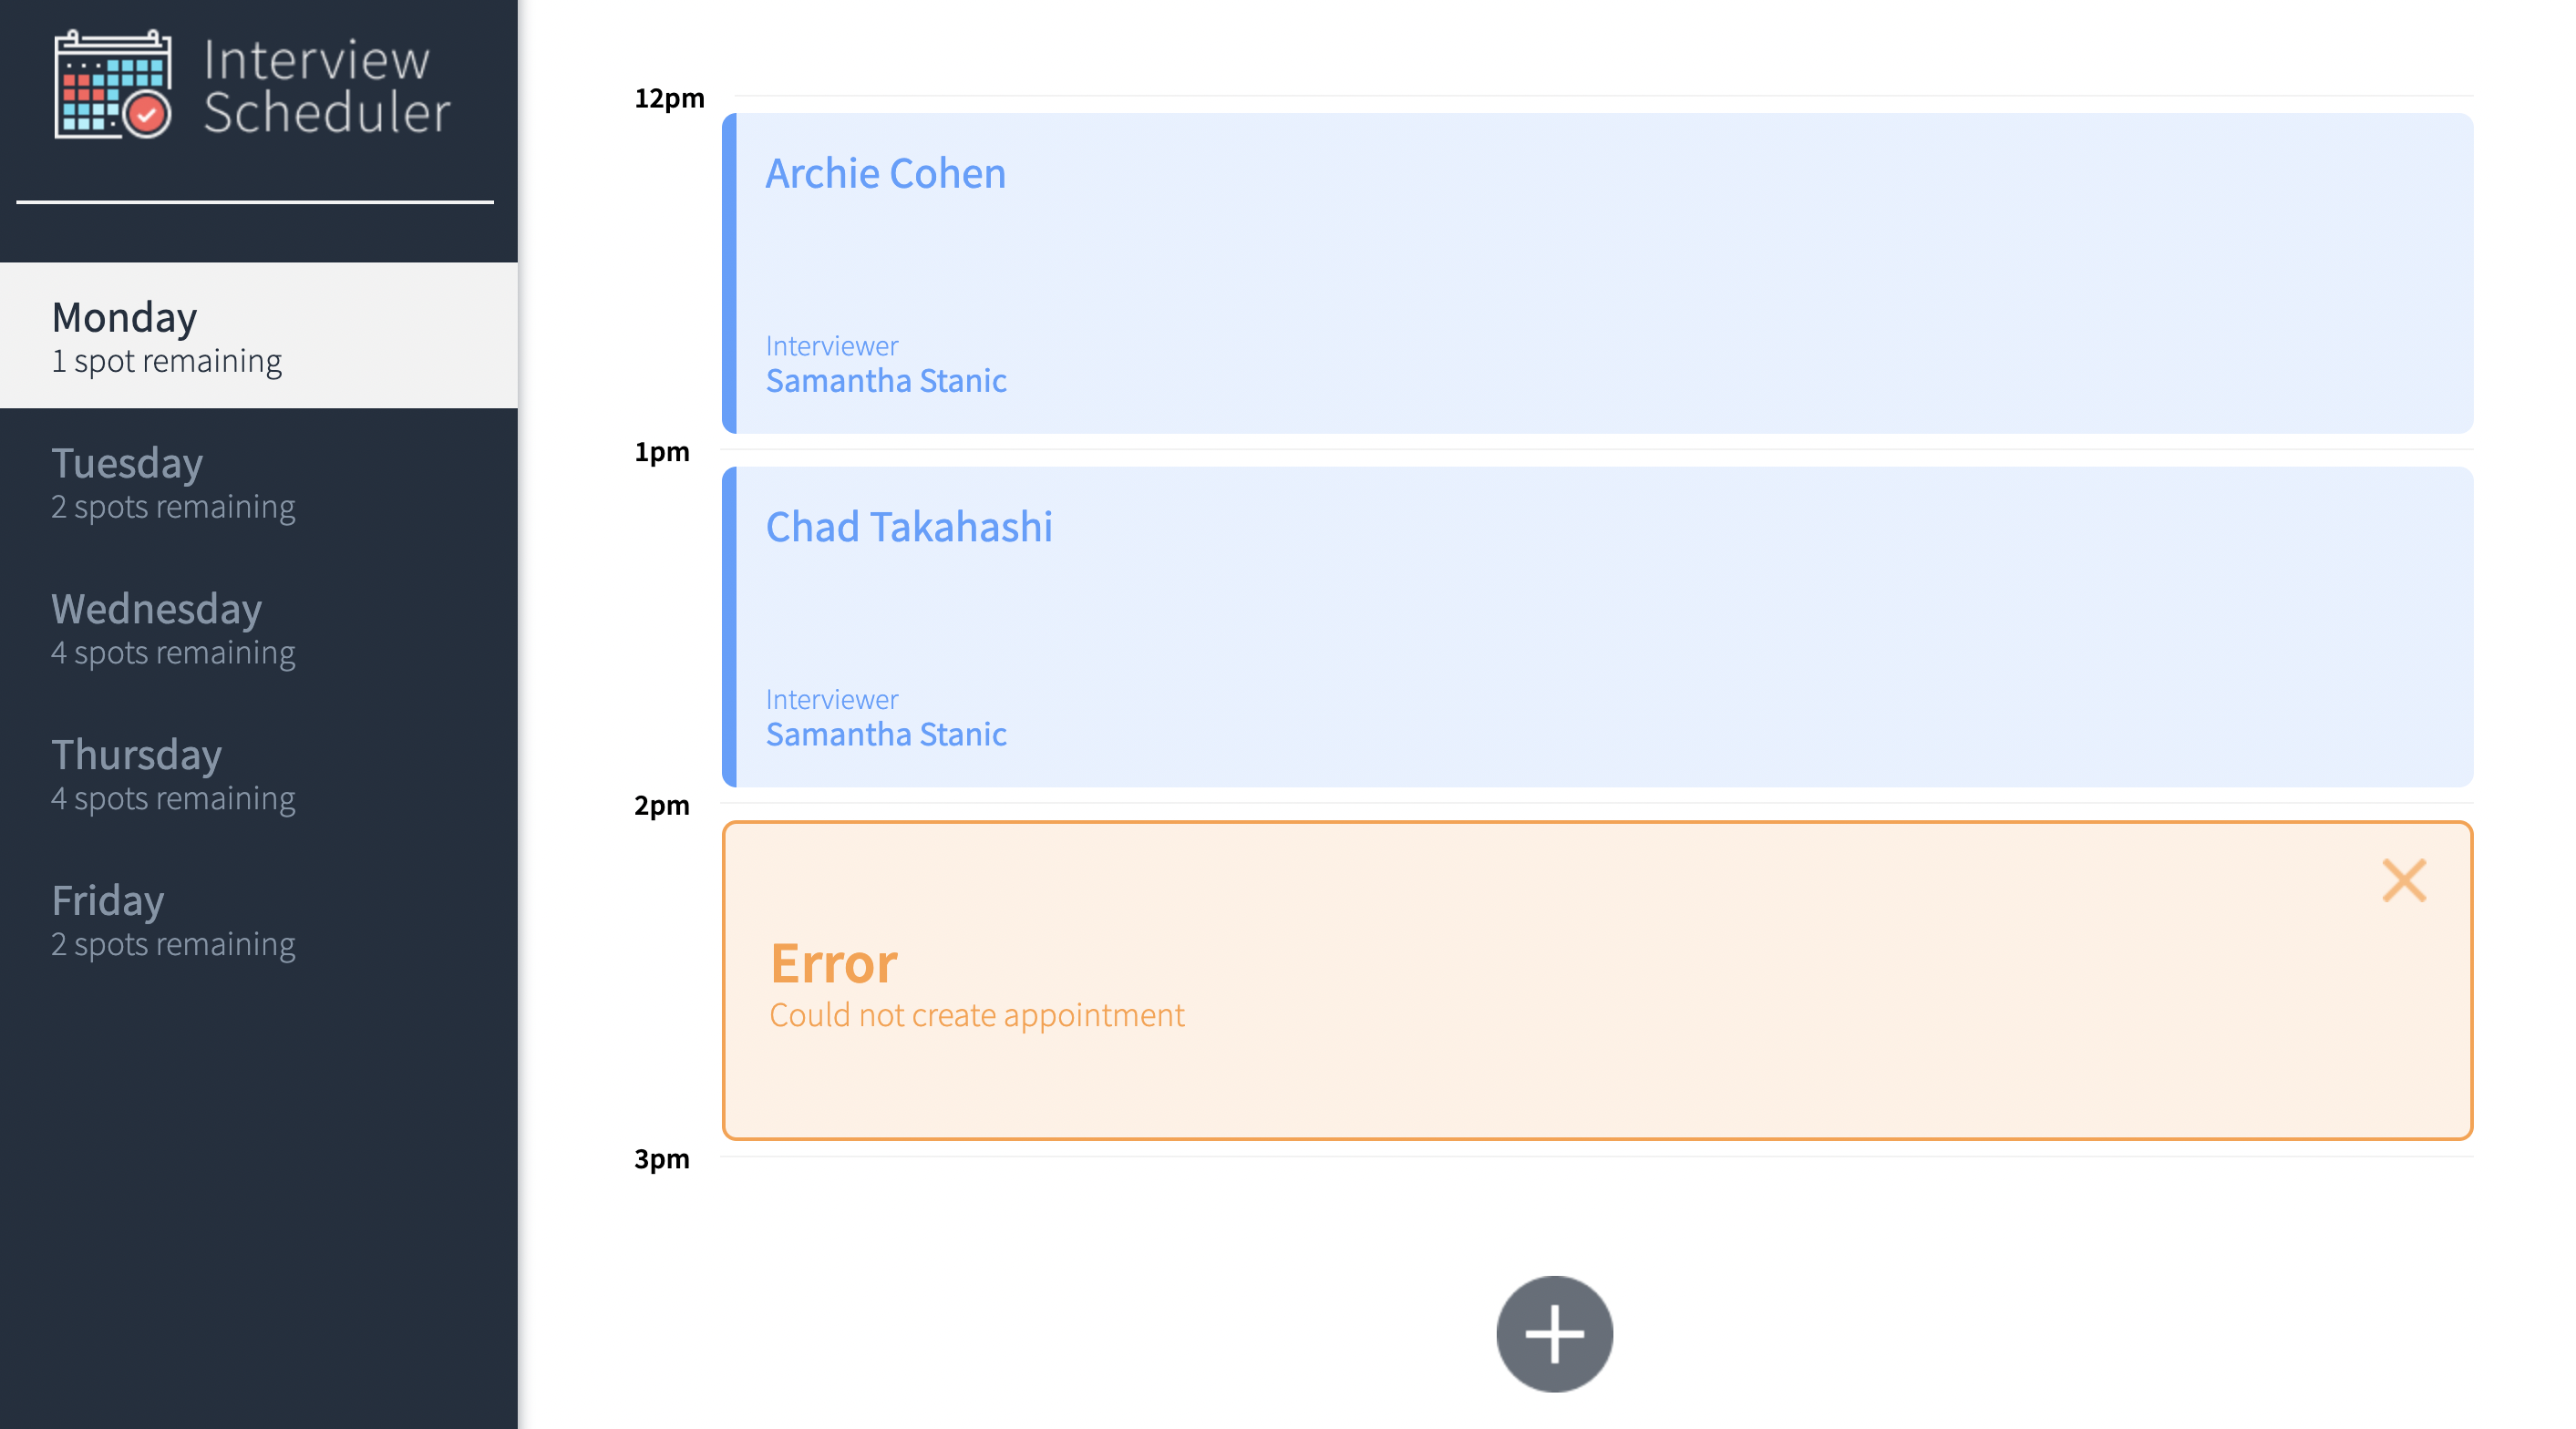 Interview
Scheduler
Monday
1 spot remaining
Tuesday
2 spots remaining
Wednesday
4 spots remaining
Thursday
4 spots remaining
Friday
2 spots remaining
12pm
Archie Cohen
Interviewer
Samantha Stanic
1pm
Chad Takahashi
Interviewer
Samantha Stanic
2pm
Error
Could not create appointment
3pm